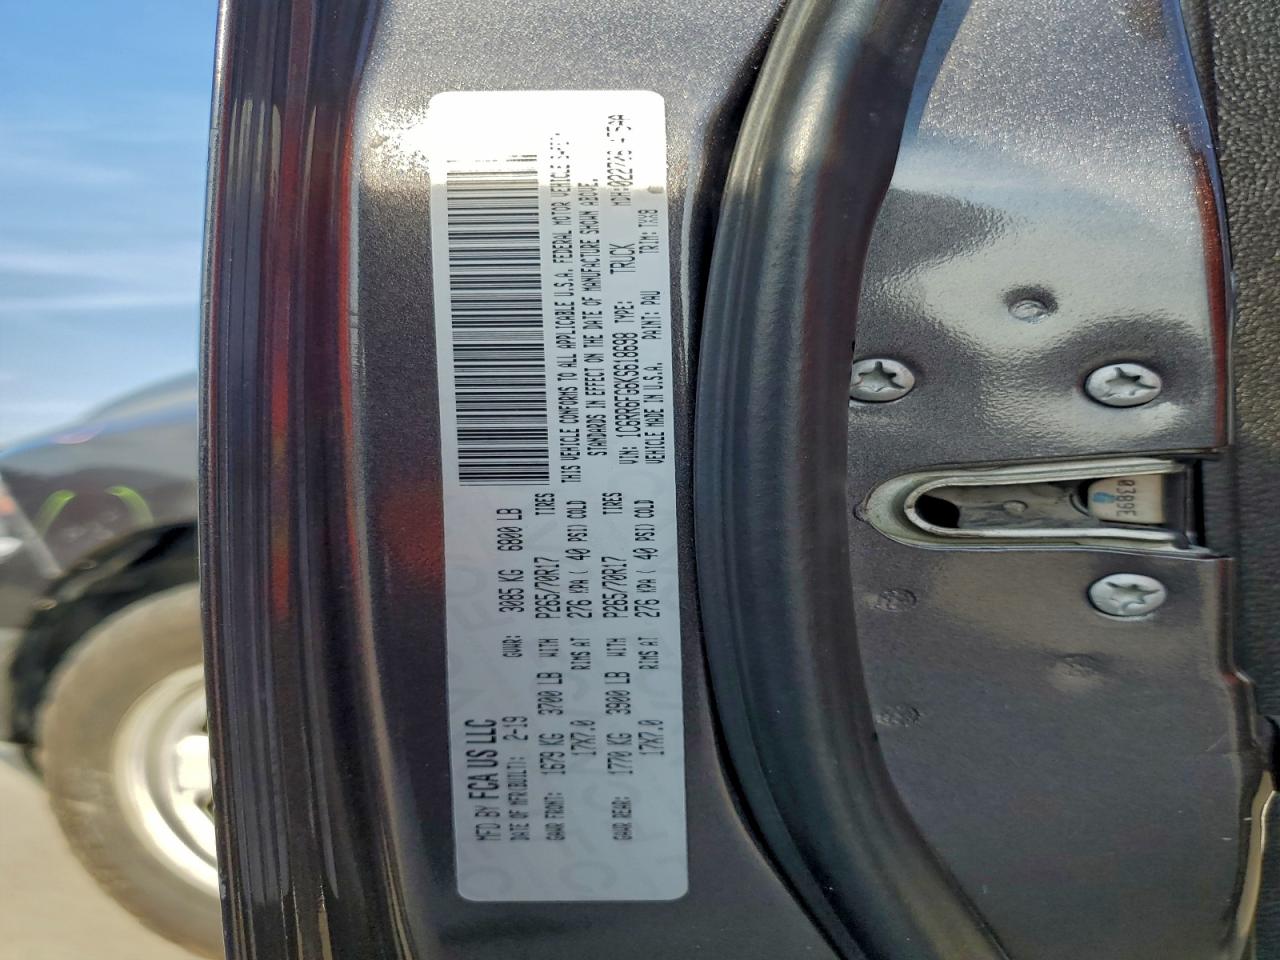 MFD BY FCA US LLC
DATE OF MFR(BUILT): 2-19 GVWR: 3085 KG 6800 LB
GAWR FRONT: 1679 KG 3700 LB WITH P265/70R17 TIRES
17X7.0 RIMS AT 276 KPA ( 40 PSI) COLD
GAWR REAR: 1770 KG 3900 LB WITH P265/70R17 TIRES
17X7.0 RIMS AT 276 KPA ( 40 PSI) COLD
THIS VEHICLE CONFORMS TO ALL APPLICABLE U.S.A. FEDERAL MOTOR VEHICLE
STANDARDS IN EFFECT ON THE DATE OF MANUFACTURE SHOWN ABOVE.
VIN: 1C6RR6FG6KS618698 TYPE: TRUCK
VEHICLE MADE IN U.S.A. PAINT: PAU TRIM: TXX8
0389E